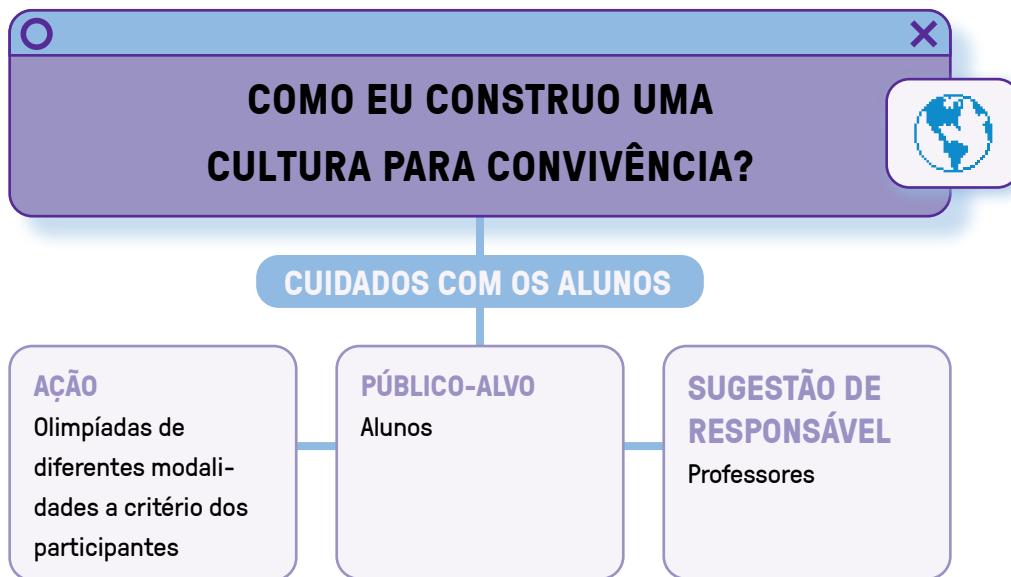 COMO EU CONSTRUO UMA
CULTURA PARA CONVIVÊNCIA?
CUIDADOS COM OS ALUNOS
AÇÃO
Olimpíadas de
diferentes modali-
dades a critério dos
participantes
PÚBLICO-ALVO
Alunos
SUGESTÃO DE
RESPONSÁVEL
Professores